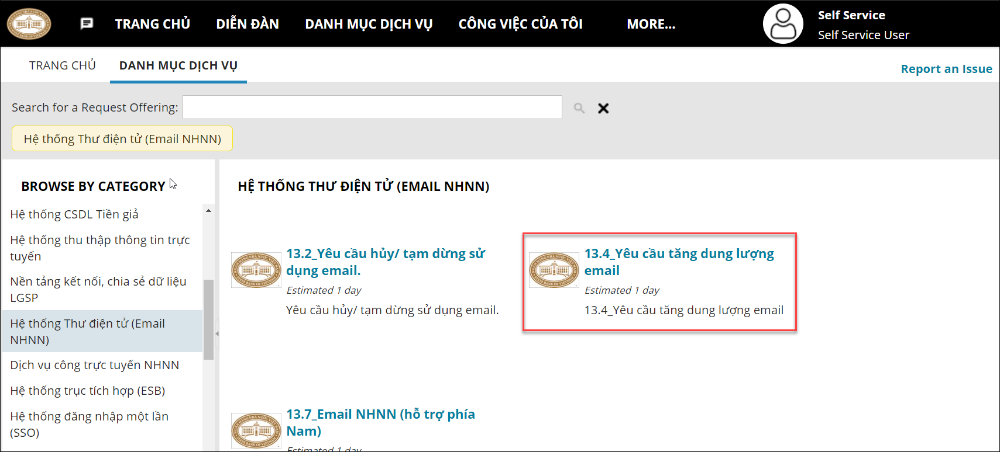 TRANG CHỦ DIỄN ĐÀN DANH MỤC DỊCH VỤ CÔNG VIỆC CỦA TÔI MORE...
Self Service
Self Service User
TRANG CHỦ DANH MỤC DỊCH VỤ
Report an Issue
Search for a Request Offering:
Hệ thống Thư điện tử (Email NHNN)
BROWSE BY CATEGORY
Hệ thống CSDL Tiền giả
Hệ thống thu thập thông tin trực
tuyến
Nền tảng kết nối, chia sẻ dữ liệu
LGSP
Hệ thống Thư điện tử (Email
NHNN)
Dịch vụ công trực tuyến NHNN
Hệ thống trục tích hợp (ESB)
Hệ thống đăng nhập một lần
(SSO)
HỆ THỐNG THƯ ĐIỆN TỬ (EMAIL NHNN)
13.2_Yêu cầu hủy/ tạm dừng sử
dụng email.
Estimated 1 day
Yêu cầu hủy/ tạm dừng sử dụng email.
13.4_Yêu cầu tăng dung lượng
email
Estimated 1 day
13.4_Yêu cầu tăng dung lượng email
13.7_Email NHNN (hỗ trợ phía
Nam)
Estimated 1 day